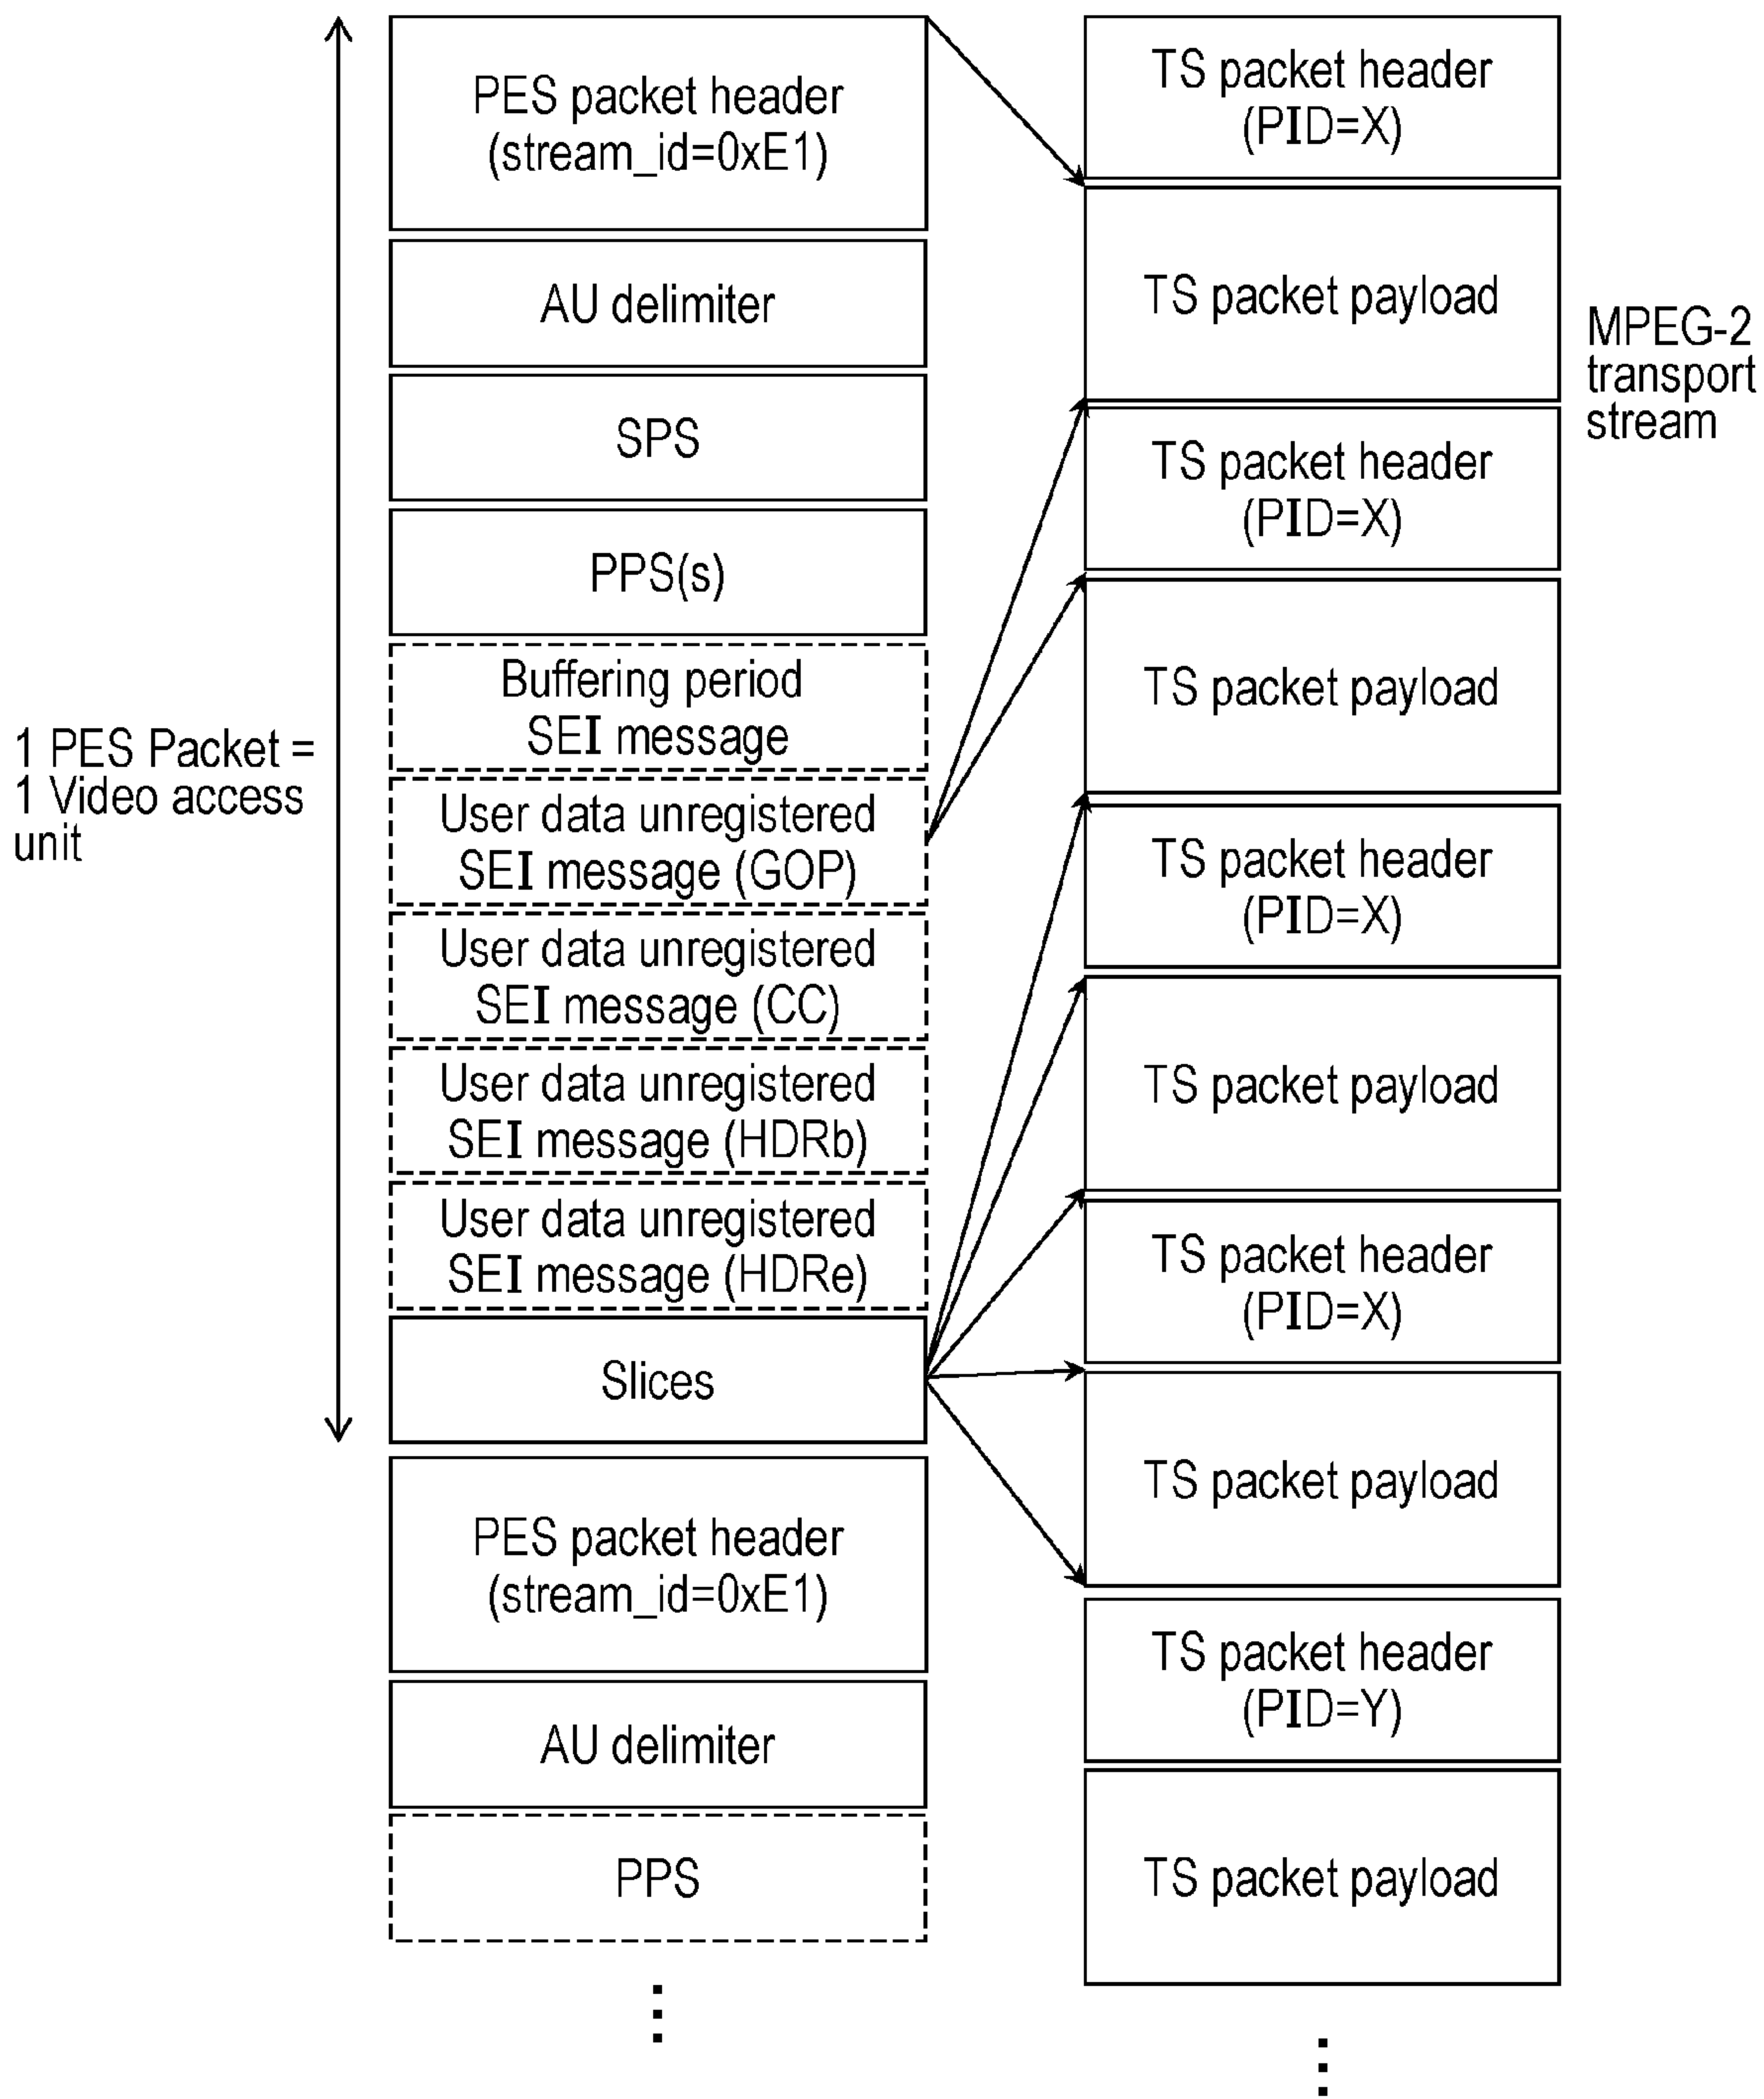 1 PES Packet =
1 Video access
unit
PES packet header
(stream_id=0xE1)
AU delimiter
SPS
PPS(s)
Buffering period
SEI message
User data unregistered
SEI message (GOP)
User data unregistered
SEI message (CC)
User data unregistered
SEI message (HDRb)
User data unregistered
SEI message (HDRe)
Slices
PES packet header
(stream_id=0xE1)
AU delimiter
PPS
TS packet header
(PID=X)
TS packet payload
TS packet header
(PID=X)
TS packet payload
TS packet header
(PID=X)
TS packet payload
TS packet header
(PID=X)
TS packet payload
TS packet header
(PID=Y)
TS packet payload
MPEG-2
transport
stream